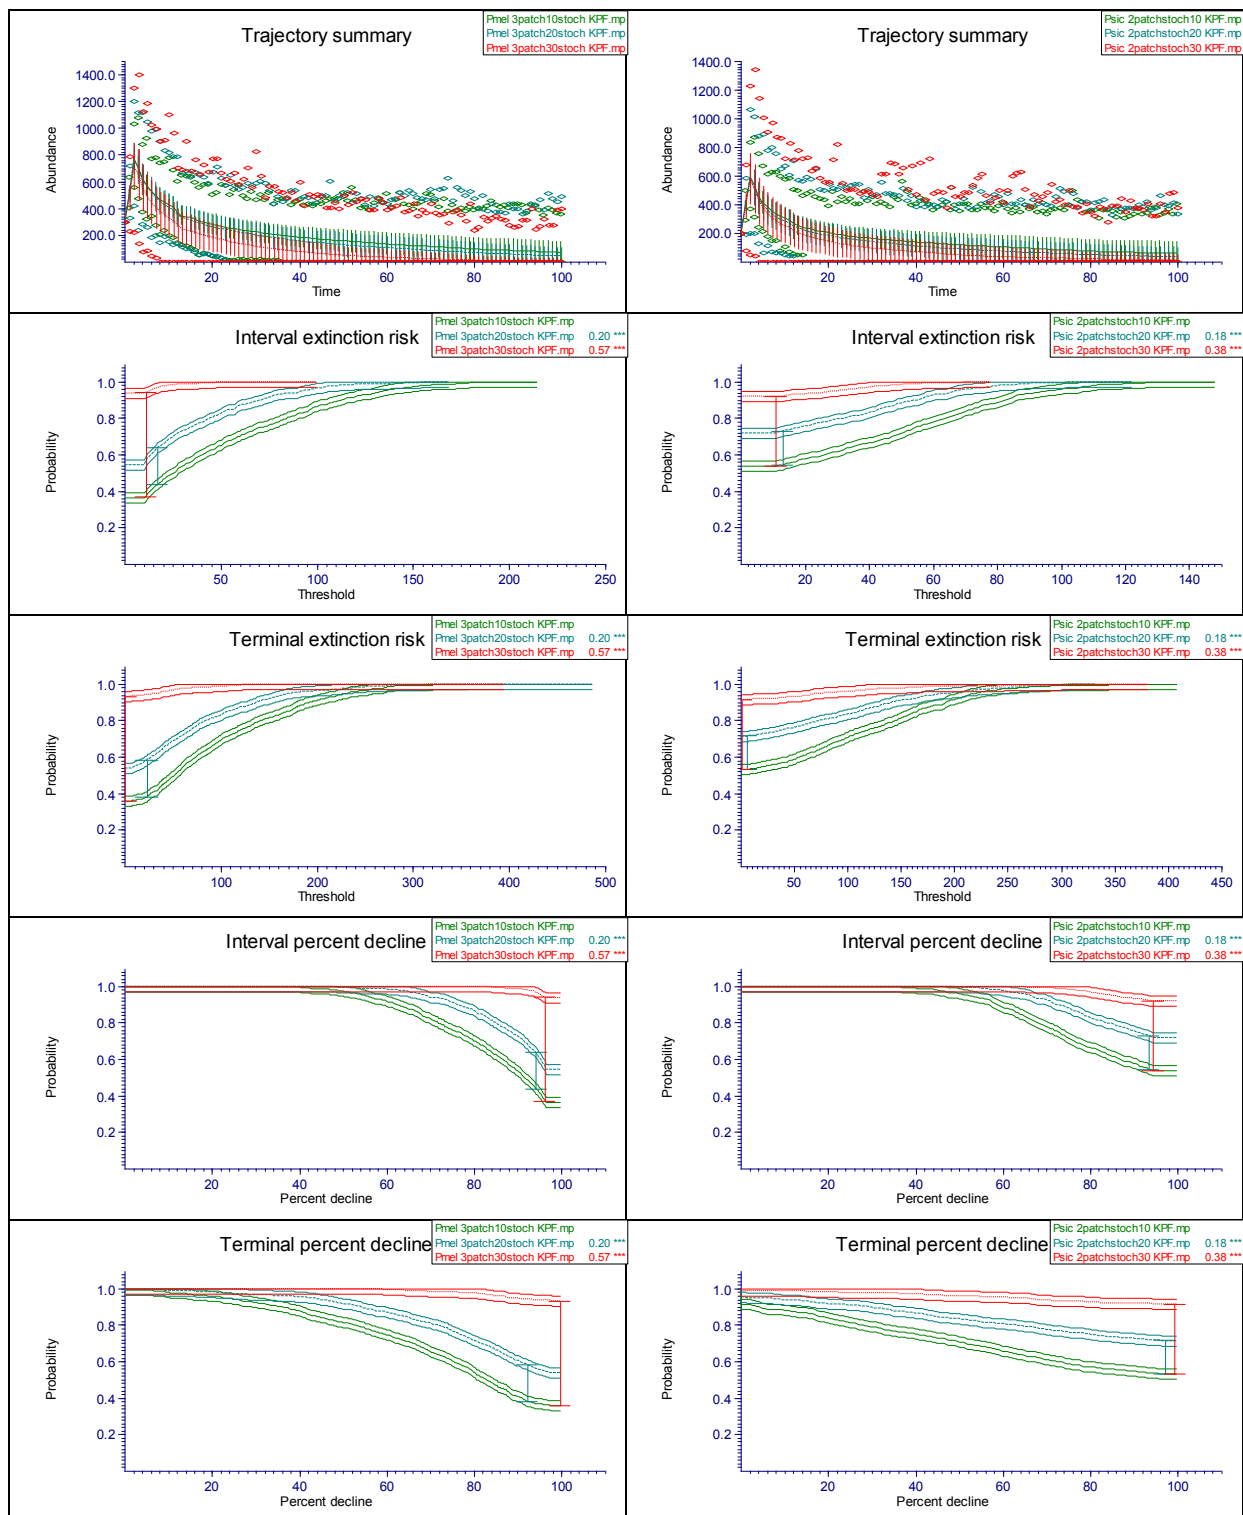 Trajectory summary
Pmel 3patch10stoch KPF.mp
Pmel 3patch20stoch KPF.mp
Pmel 3patch30stoch KPF.mp
1400.0
1200.0
1000.0
800.0
600.0
400.0
200.0
Abundance
20 40 60 80 100
Time
Trajectory summary
Psic 2patchstoch10 KPF.mp
Psic 2patchstoch20 KPF.mp
Psic 2patchstoch30 KPF.mp
1400.0
1200.0
1000.0
800.0
600.0
400.0
200.0
Abundance
20 40 60 80 100
Time
Interval extinction risk
Pmel 3patch10stoch KPF.mp
Pmel 3patch20stoch KPF.mp 0.20 ***
Pmel 3patch30stoch KPF.mp 0.57 ***
1.0
0.8
0.6
0.4
0.2
Probability
50 100 150 200 250
Threshold
Interval extinction risk
Psic 2patchstoch10 KPF.mp
Psic 2patchstoch20 KPF.mp 0.18 ***
Psic 2patchstoch30 KPF.mp 0.38 ***
1.0
0.8
0.6
0.4
0.2
Probability
20 40 60 80 100 120 140
Threshold
Terminal extinction risk
Pmel 3patch10stoch KPF.mp
Pmel 3patch20stoch KPF.mp 0.20 ***
Pmel 3patch30stoch KPF.mp 0.57 ***
1.0
0.8
0.6
0.4
0.2
Probability
100 200 300 400 500
Threshold
Terminal extinction risk
Psic 2patchstoch10 KPF.mp
Psic 2patchstoch20 KPF.mp 0.18 ***
Psic 2patchstoch30 KPF.mp 0.38 ***
1.0
0.8
0.6
0.4
0.2
Probability
50 100 150 200 250 300 350 400 450
Threshold
Interval percent decline
Pmel 3patch10stoch KPF.mp
Pmel 3patch20stoch KPF.mp 0.20 ***
Pmel 3patch30stoch KPF.mp 0.57 ***
1.0
0.8
0.6
0.4
0.2
Probability
20 40 60 80 100
Percent decline
Interval percent decline
Psic 2patchstoch10 KPF.mp
Psic 2patchstoch20 KPF.mp 0.18 ***
Psic 2patchstoch30 KPF.mp 0.38 ***
1.0
0.8
0.6
0.4
0.2
Probability
20 40 60 80 100
Percent decline
Terminal percent decline
Pmel 3patch10stoch KPF.mp
Pmel 3patch20stoch KPF.mp 0.20 ***
Pmel 3patch30stoch KPF.mp 0.57 ***
1.0
0.8
0.6
0.4
0.2
Probability
20 40 60 80 100
Percent decline
Terminal percent decline
Psic 2patchstoch10 KPF.mp
Psic 2patchstoch20 KPF.mp 0.18 ***
Psic 2patchstoch30 KPF.mp 0.38 ***
1.0
0.8
0.6
0.4
0.2
Probability
20 40 60 80 100
Percent decline